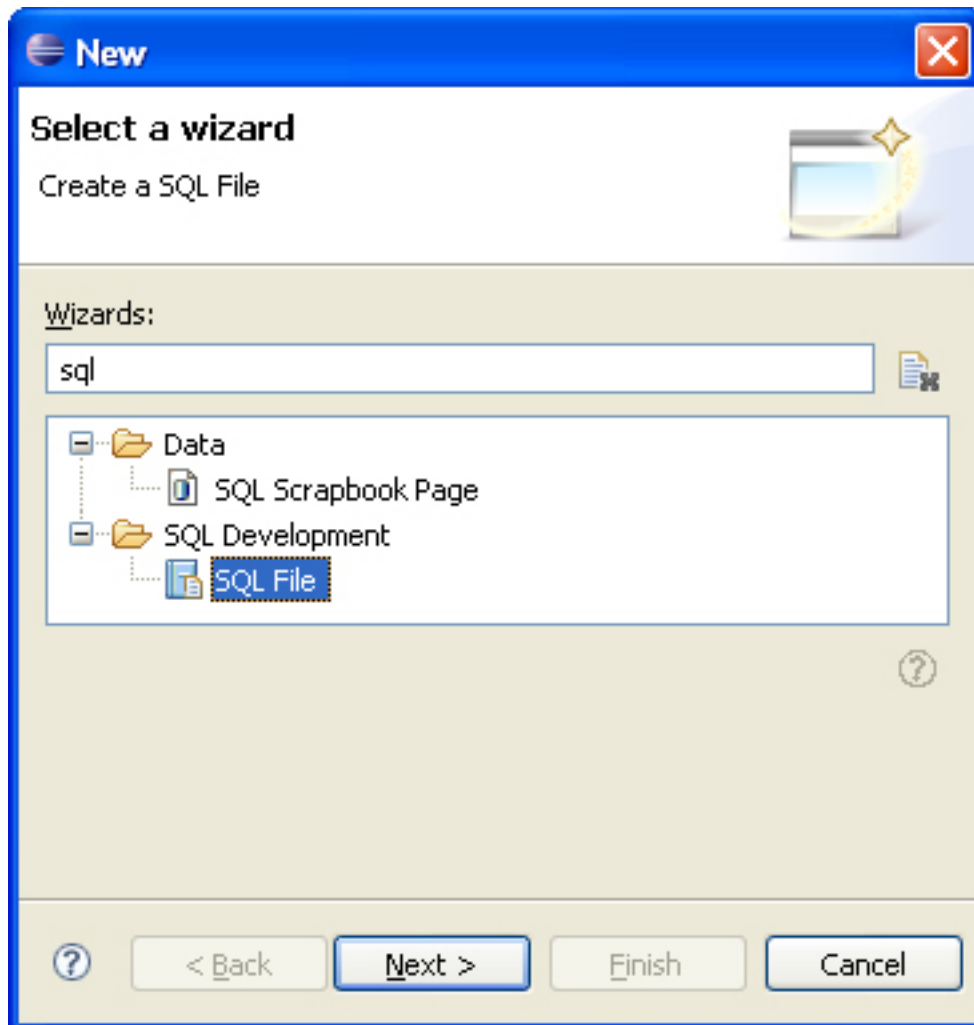 New
Select a wizard
Create a SQL File
Wizards:
sql
Data
SQL Scrapbook Page
SQL Development
SQL File
?
? < Back Next > Finish Cancel